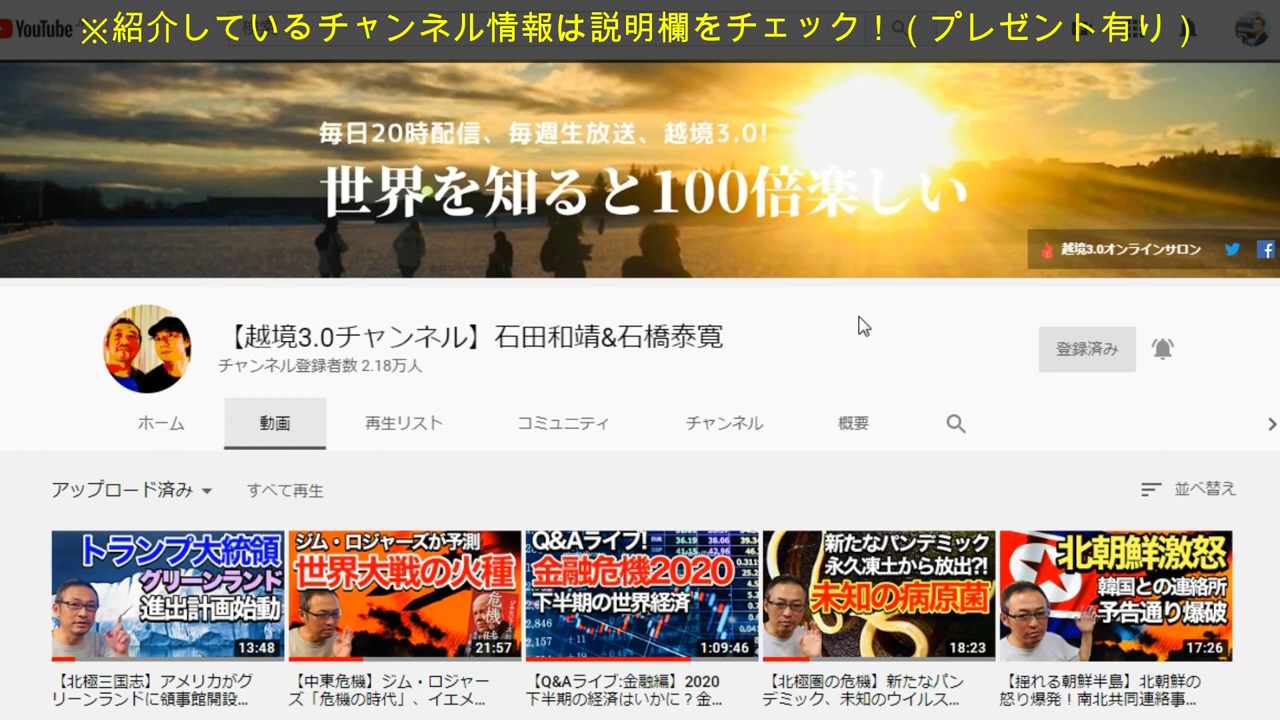 ※紹介しているチャンネル情報は説明欄をチェック！（プレゼント有り）
YouTube
毎日20時配信、毎週生放送、越境3.0!
世界を知ると100倍楽しい
越境3.0オンラインサロン
【越境3.0チャンネル】石田和靖&石橋泰寛
チャンネル登録者数 2.18万人
登録済み
ホーム 動画 再生リスト コミュニティ チャンネル 概要
アップロード済み すべて再生 並べ替え
トランプ大統領
グリーンランド
進出計画始動
13:48
ジム・ロジャーズが予測
世界大戦の火種
21:57
Q&Aライブ!
金融危機2020
下半期の世界経済
1:09:46
新たなパンデミック
永久凍土から放出?!
未知の病原菌
18:23
北朝鮮激怒
韓国との連絡所
予告通り爆破
17:26
【北極三国志】アメリカがグ
リーンランドに領事館開設...
【中東危機】ジム・ロジャー
ズ「危機の時代」、イエメ...
【Q&Aライブ:金融編】2020
下半期の経済はいかに？金...
【北極圏の危機】新たなパン
デミック、未知のウイルス...
【揺れる朝鮮半島】北朝鮮の
怒り爆発！南北共同連絡事...